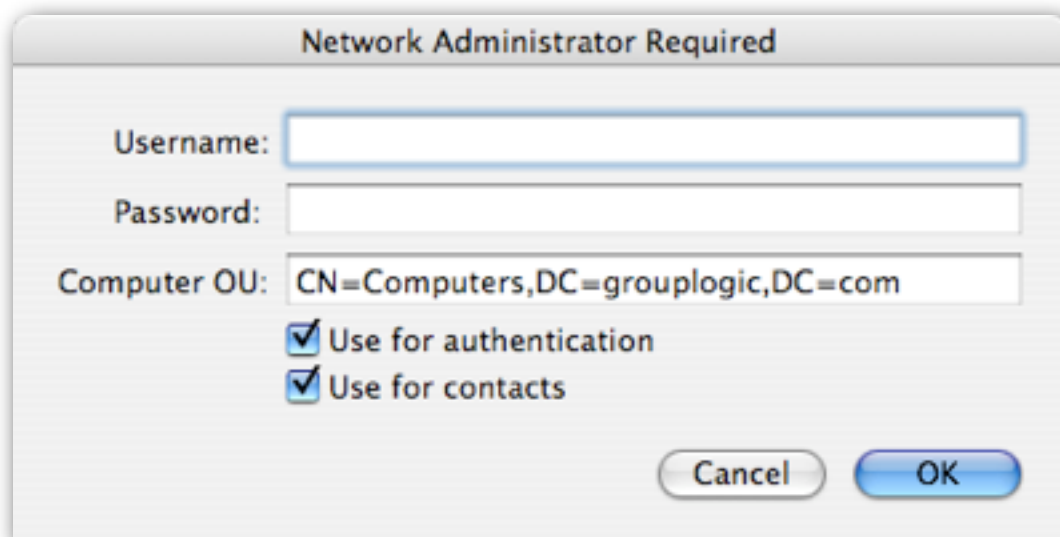 Network Administrator Required
Username:
Password:
Computer OU: CN=Computers,DC=grouplogic,DC=com
Use for authentication
Use for contacts
Cancel OK